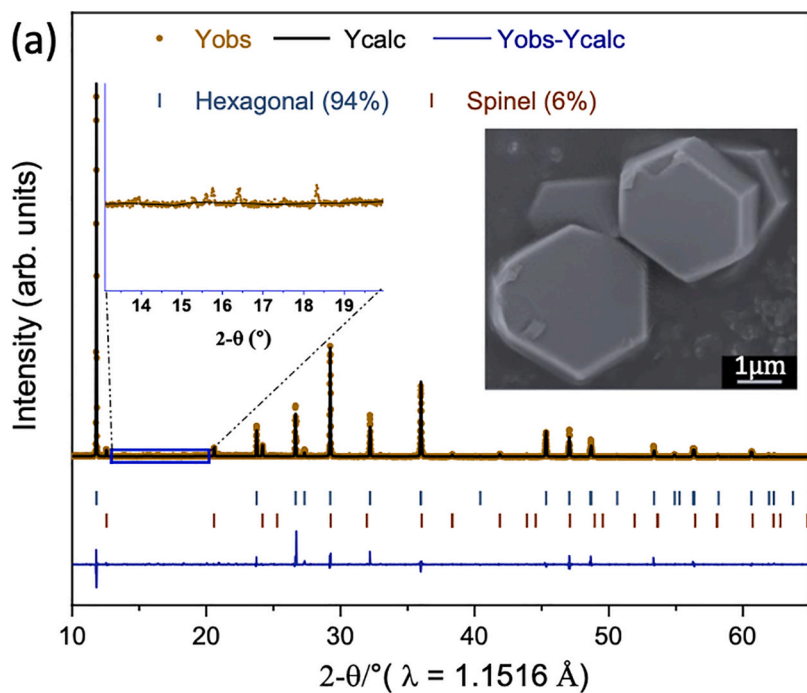 (a)
Yobs Ycalc Yobs-Ycalc
Hexagonal (94%) Spinel (6%)
14 15 16 17 18 19
2-θ (°)
1μm
Intensity (arb. units)
10 20 30 40 50 60
2-θ/°( λ = 1.1516 Å)